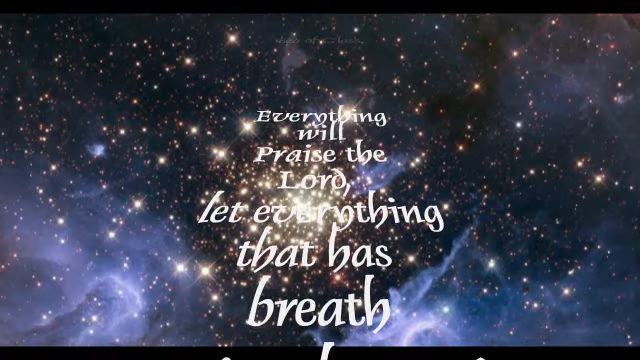 Everything
will
Praise the
Lord,
let everything
that has
breath